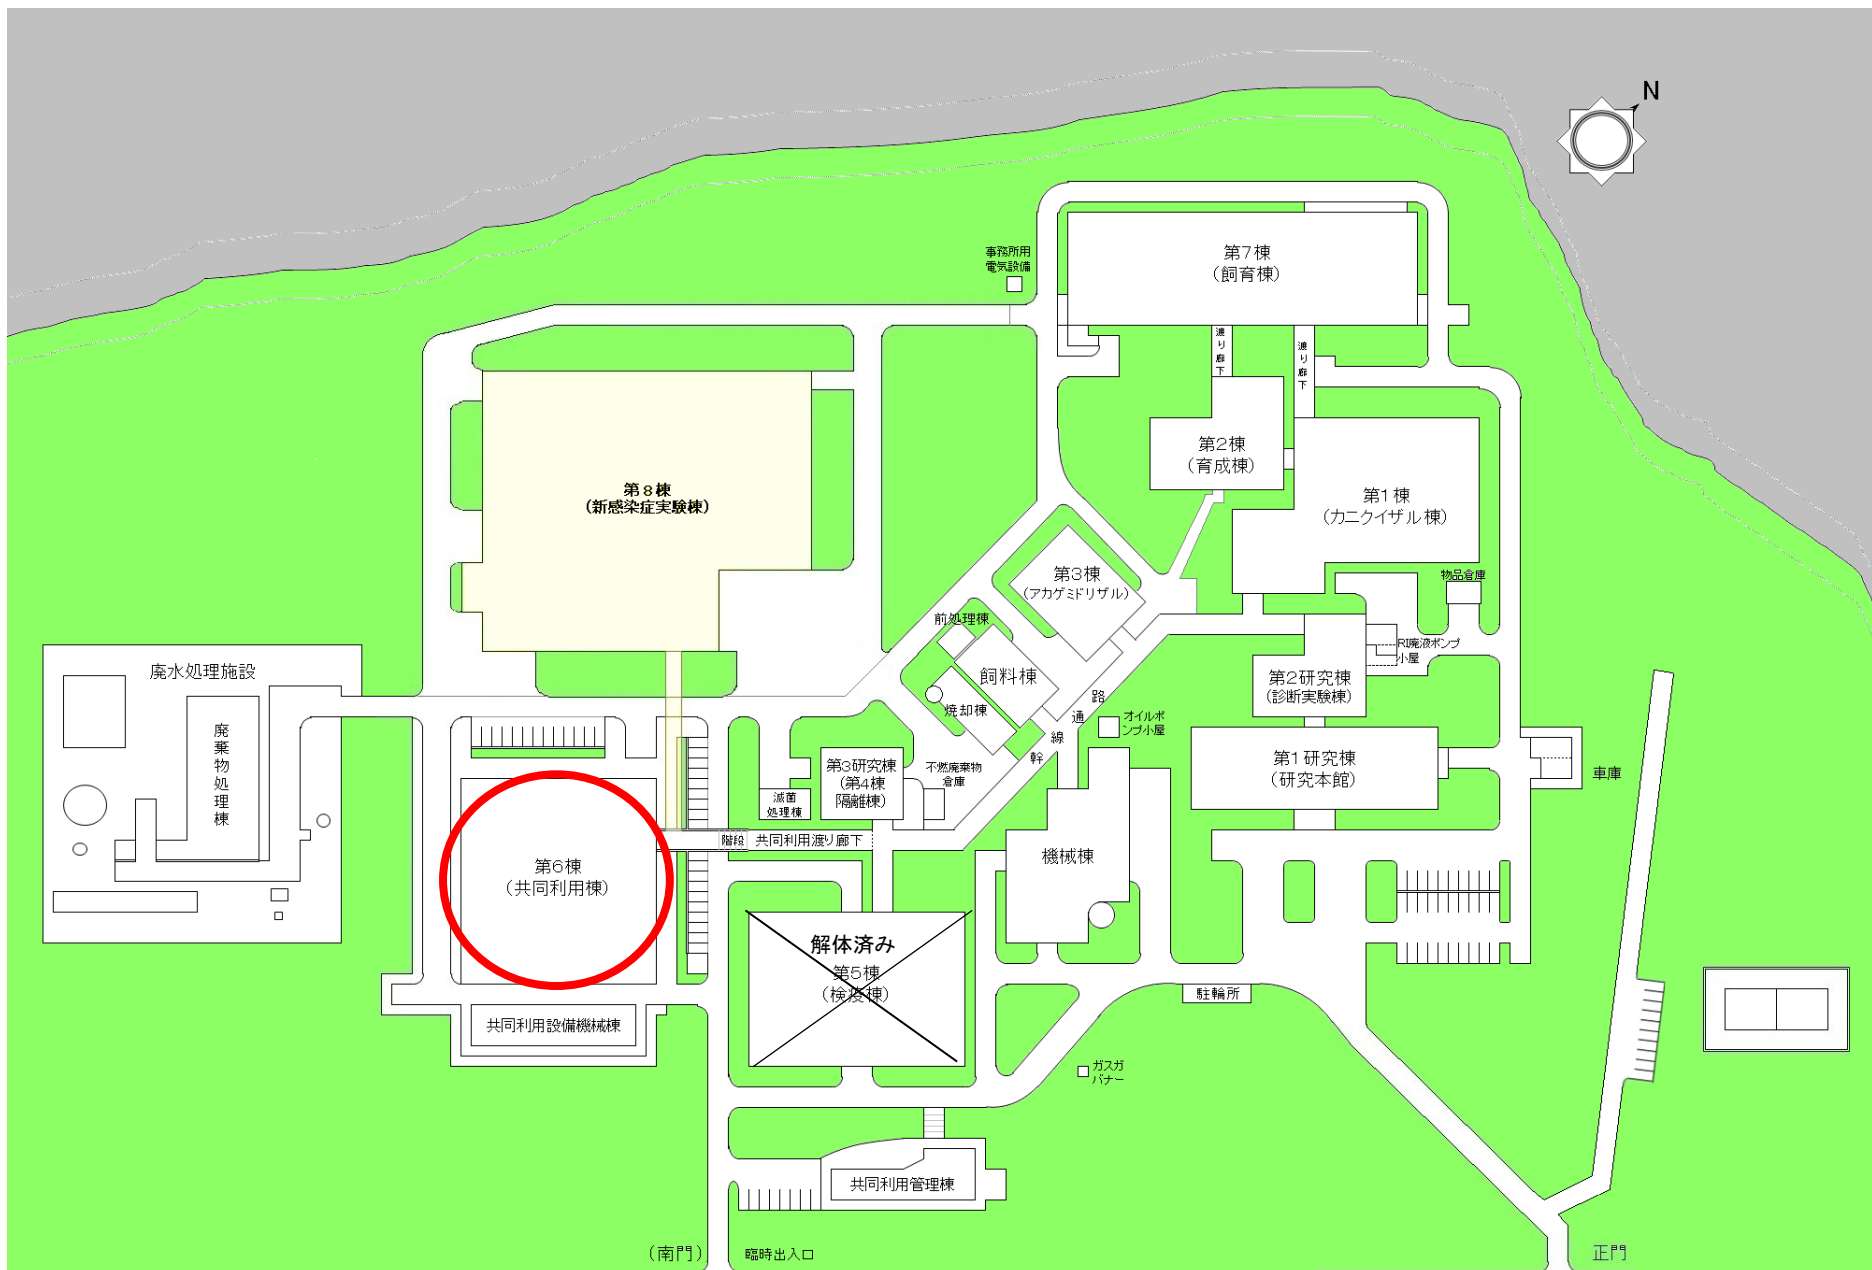 N
事務所用
電気設備
第7棟
(飼育棟)
渡り廊下
渡り廊下
第2棟
(育成棟)
第1棟
(カニクイザル棟)
第8棟
(新感染症実験棟)
第3棟
(アカゲミドリザル)
物品倉庫
前処理棟
RI廃液ポンプ
小屋
廃水処理施設
飼料棟
第2研究棟
(診断実験棟)
焼却棟
幹線通路
オイルポ
ンプ小屋
廃棄物処理棟
第3研究棟
(第4棟
隔離棟)
不燃廃棄物
倉庫
第1研究棟
(研究本館)
車庫
滅菌
処理棟
階段
共同利用渡り廊下
機械棟
第6棟
(共同利用棟)
解体済み
第5棟
(検疫棟)
駐輪所
共同利用設備機械棟
ガスガ
バナー
共同利用管理棟
(南門)
臨時出入口
正門